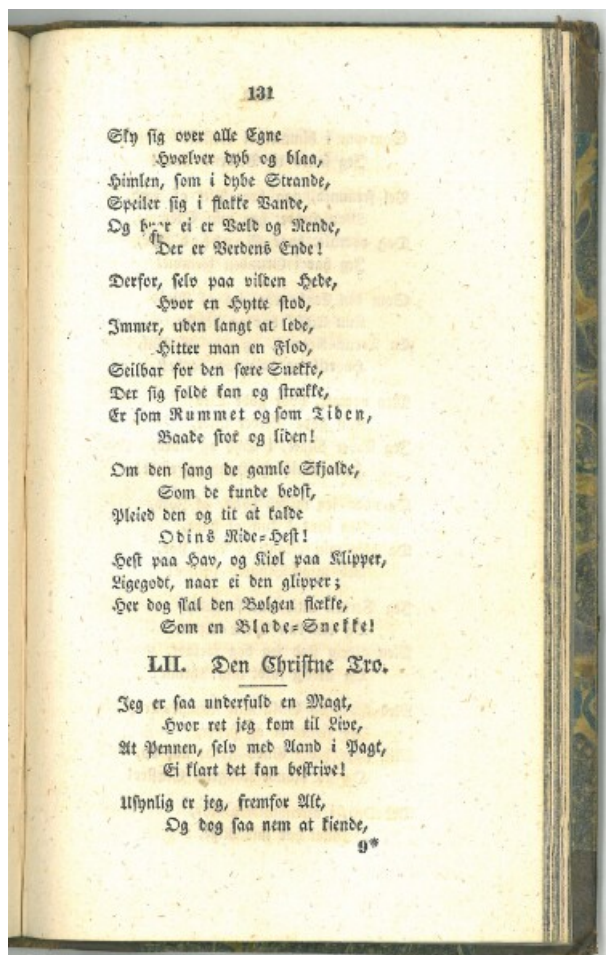 131
Sky sig over alle Egne
Hvælver dyb og blaa,
Himlen, som i dybe Strande,
Speiler sig i flakke Vande,
Og hvor ei er Væld og Rende,
Der er Verdens Ende!
Derfor, selv paa vilden Hede,
Hvor en Hytte stod,
Immer, uden langt at lede,
Hitter man en Flod,
Seilbar for den sære Snekke,
Der sig folde kan og strække,
Er som Rummet og som Tiden,
Baade stor og liden!
Om den sang de gamle Skjalde,
Som de kunde bedst,
Pleied den og tit at kalde
Odins Ride-Hest!
Hest paa Hav, og Kiøl paa Klipper,
Ligegodt, naar ei den glipper;
Her dog skal den Bølgen flække,
Som en Blade-Snekke!
LII. Den Christne Tro.
Jeg er saa underfuld en Magt,
Hvor ret jeg kom til Live,
At Pennen, selv med Aand i Pagt,
Ei klart det kan beskrive!
Usynlig er jeg, fremfor Alt,
Og dog saa nem at kiende,
9*